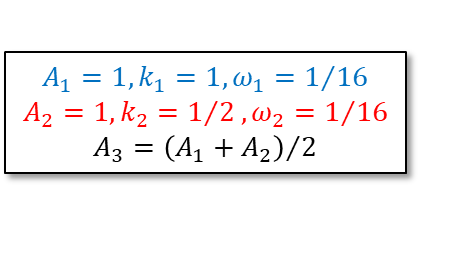 A₁ = 1, k₁ = 1, ω₁ = 1/16
A₂ = 1, k₂ = 1/2 , ω₂ = 1/16
A₃ = (A₁ + A₂)/2